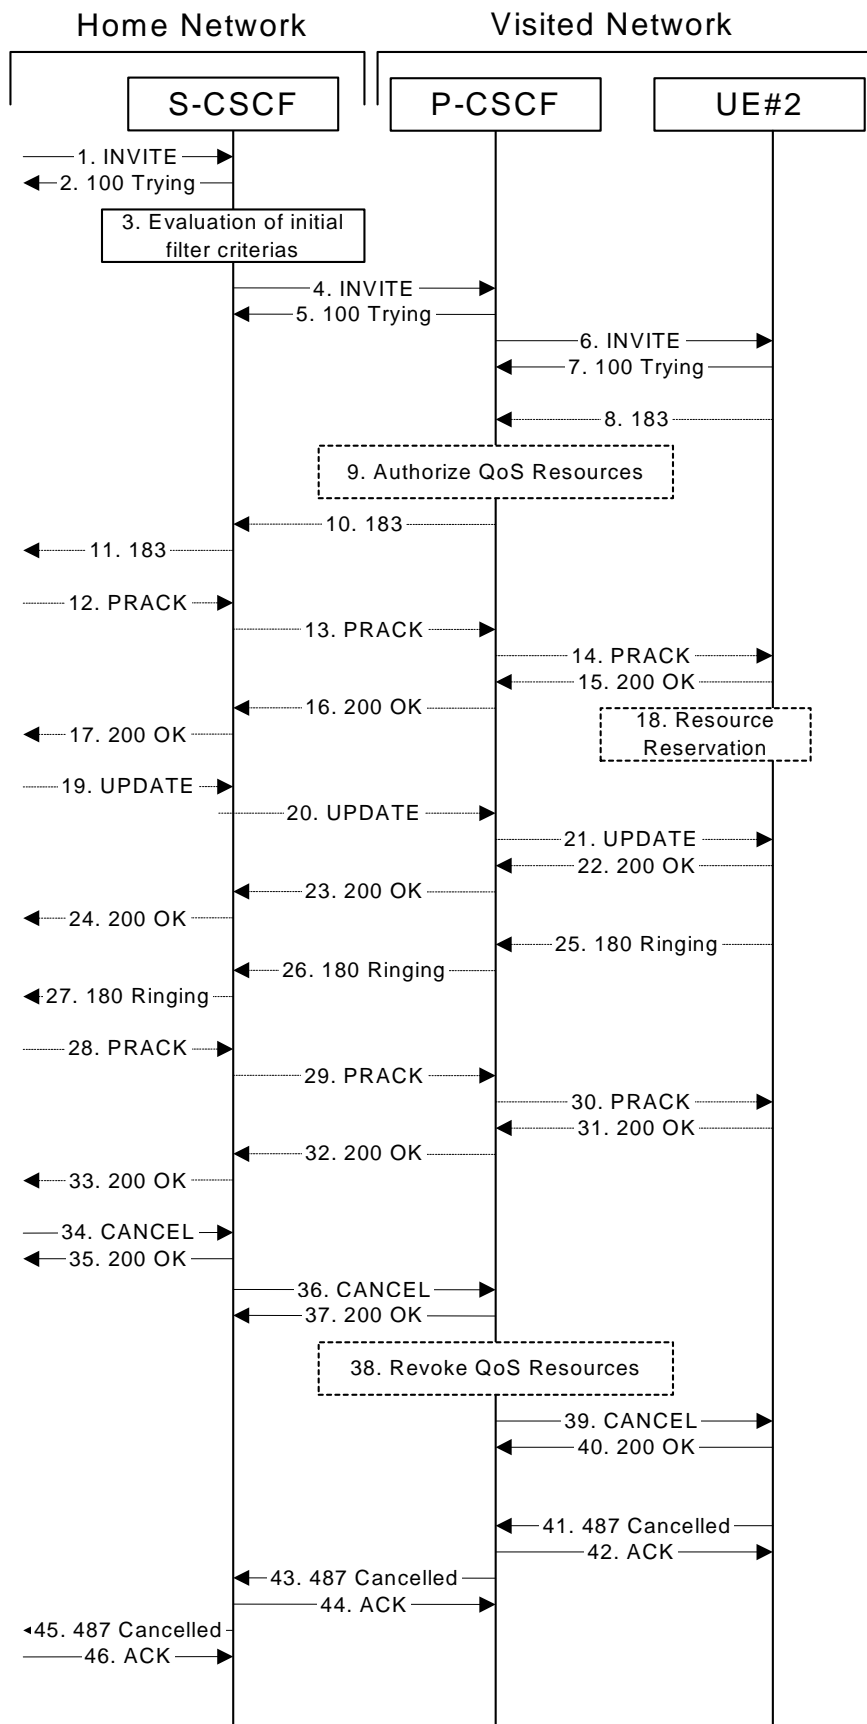 Home Network
Visited Network
S-CSCF
P-CSCF
UE#2
1. INVITE
2. 100 Trying
3. Evaluation of initial
filter criterias
4. INVITE
5. 100 Trying
6. INVITE
7. 100 Trying
8. 183
9. Authorize QoS Resources
10. 183
11. 183
12. PRACK
13. PRACK
14. PRACK
15. 200 OK
16. 200 OK
17. 200 OK
18. Resource
Reservation
19. UPDATE
20. UPDATE
21. UPDATE
22. 200 OK
23. 200 OK
24. 200 OK
25. 180 Ringing
26. 180 Ringing
27. 180 Ringing
28. PRACK
29. PRACK
30. PRACK
31. 200 OK
32. 200 OK
33. 200 OK
34. CANCEL
35. 200 OK
36. CANCEL
37. 200 OK
38. Revoke QoS Resources
39. CANCEL
40. 200 OK
41. 487 Cancelled
42. ACK
43. 487 Cancelled
44. ACK
45. 487 Cancelled
46. ACK